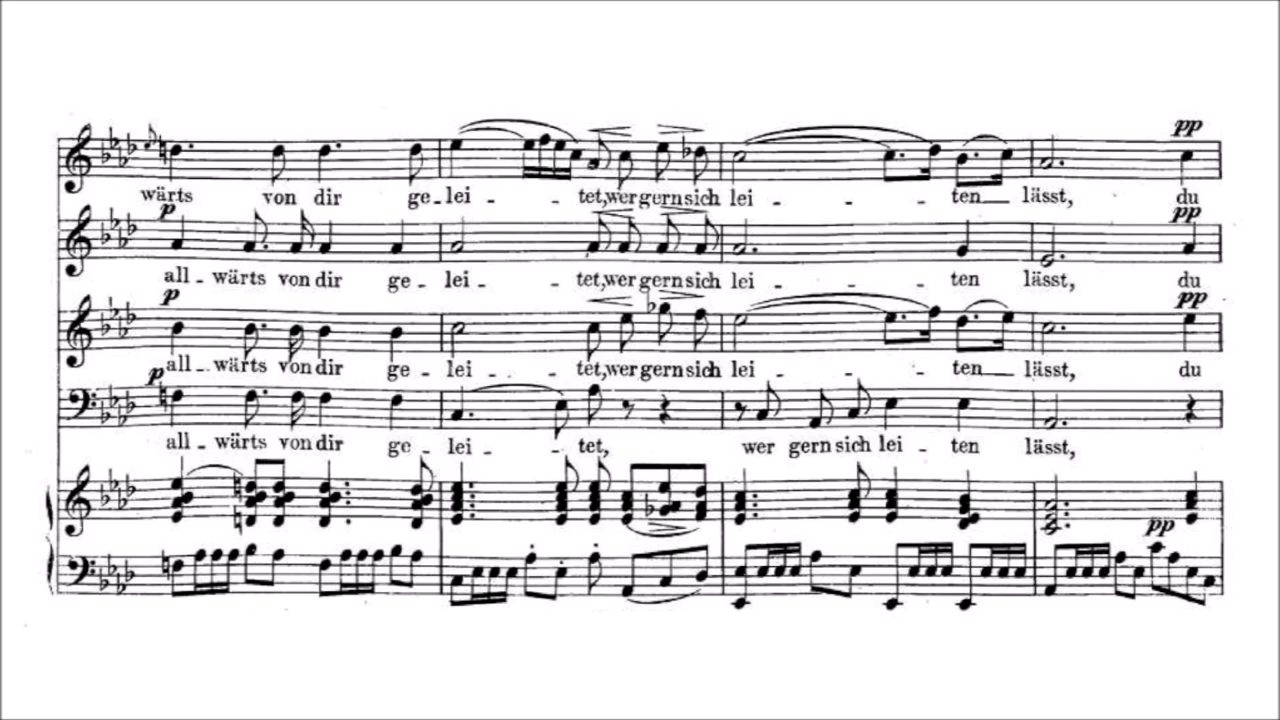 pp
wärts von dir ge - lei - - tet, wer gern sich lei - - - ten lässt, du
p pp
all - wärts von dir ge - lei - - tet, wer gern sich lei - - - ten lässt, du
p pp
all - wärts von dir ge - lei - - tet, wer gern sich lei - - - ten lässt, du
p
all - wärts von dir ge - lei - - tet, wer gern sich lei - ten lässt,
pp